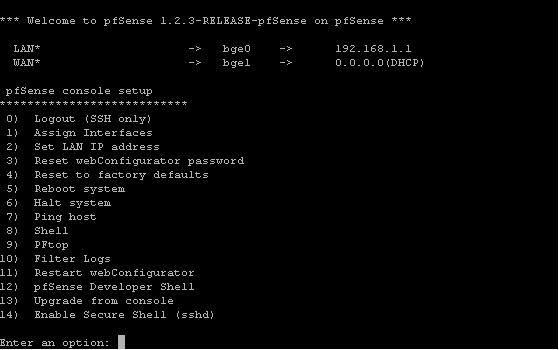 *** Welcome to pfSense 1.2.3-RELEASE-pfSense on pfSense ***
LAN* -> bge0 -> 192.168.1.1
WAN* -> bge1 -> 0.0.0.0(DHCP)
pfSense console setup
***************************
0) Logout (SSH only)
1) Assign Interfaces
2) Set LAN IP address
3) Reset webConfigurator password
4) Reset to factory defaults
5) Reboot system
6) Halt system
7) Ping host
8) Shell
9) PFtop
10) Filter Logs
11) Restart webConfigurator
12) pfSense Developer Shell
13) Upgrade from console
14) Enable Secure Shell (sshd)
Enter an option: